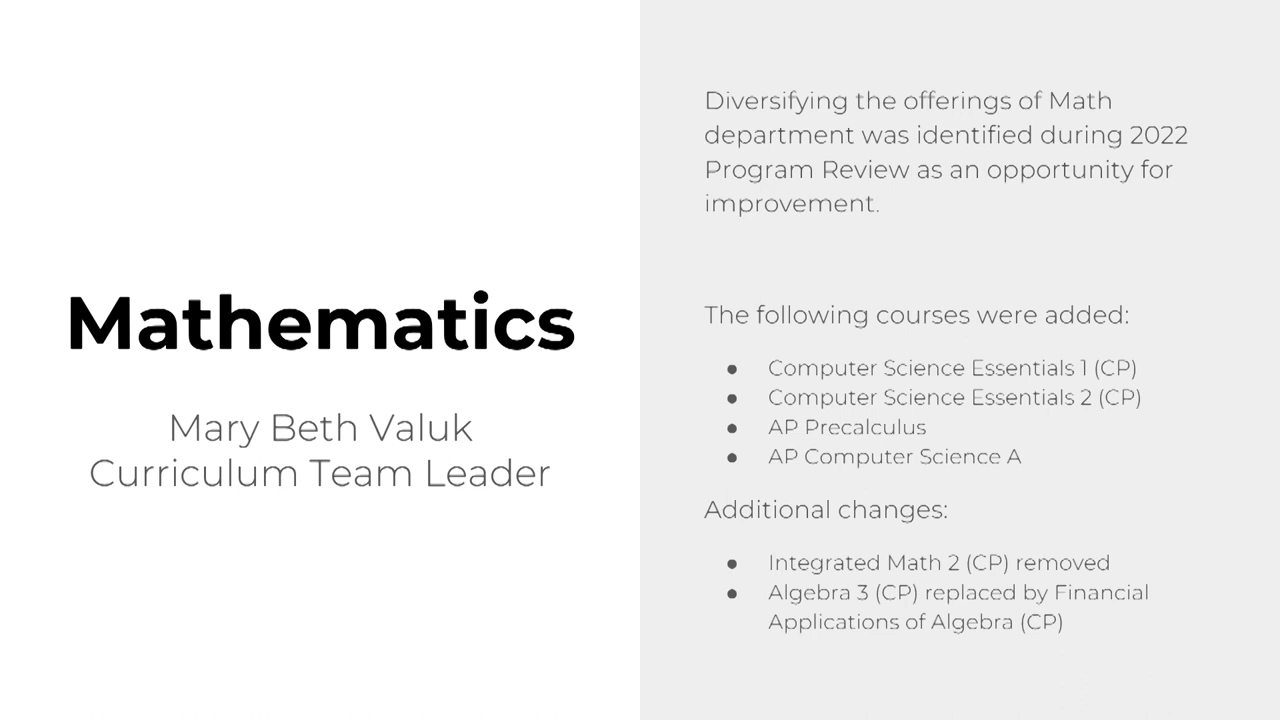 Mathematics
Mary Beth Valuk
Curriculum Team Leader
Diversifying the offerings of Math
department was identified during 2022
Program Review as an opportunity for
improvement.
The following courses were added:
● Computer Science Essentials 1 (CP)
● Computer Science Essentials 2 (CP)
● AP Precalculus
● AP Computer Science A
Additional changes:
● Integrated Math 2 (CP) removed
● Algebra 3 (CP) replaced by Financial
Applications of Algebra (CP)